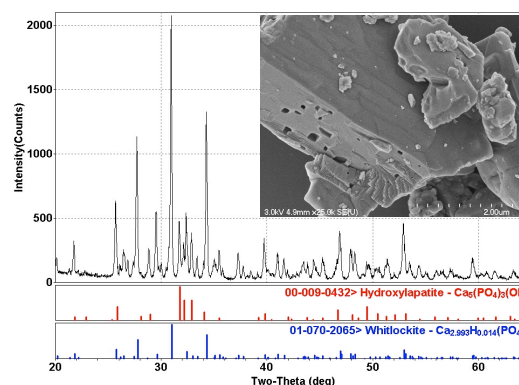 2000
1500
1000
500
0
Intensity(Counts)
3.0kV 4.9mm x25.0k SE(U)
2.00um
00-009-0432> Hydroxylapatite - Ca₅(PO₄)₃(O
01-070-2065> Whitlockite - Ca₂.₉₉₃H₀.₀₁₄(PO₄
20 30 40 50 60
Two-Theta (deg)